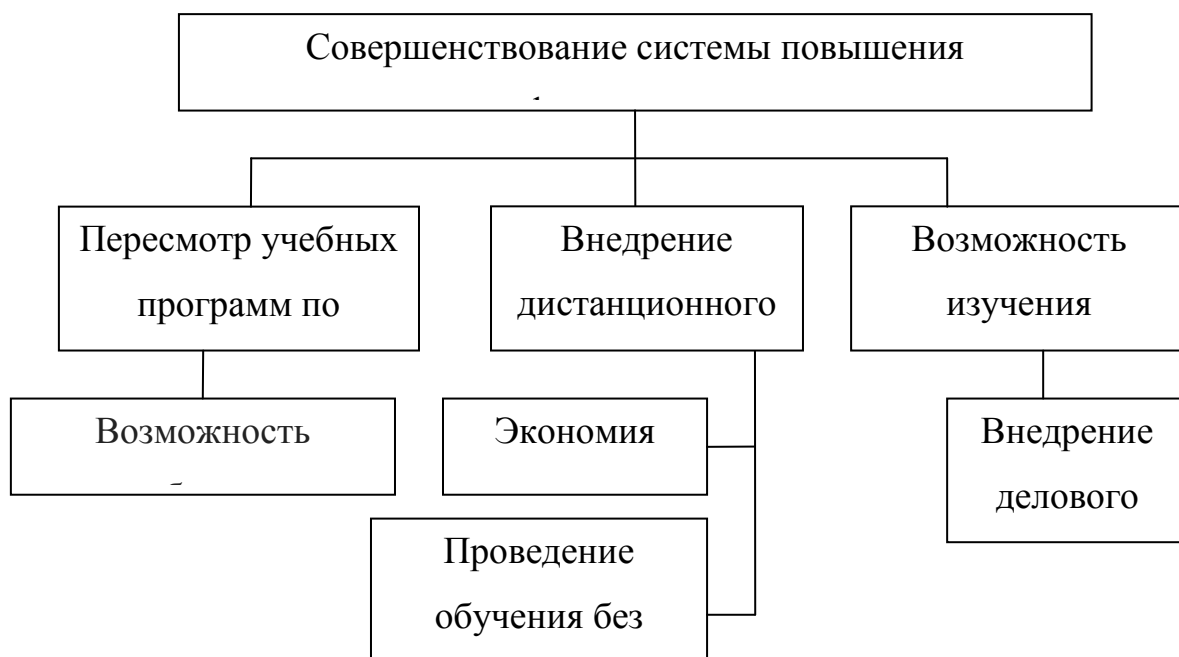 Совершенствование системы повышения
Пересмотр учебных
программ по
Внедрение
дистанционного
Возможность
изучения
Возможность
Экономия
Внедрение
делового
Проведение
обучения без